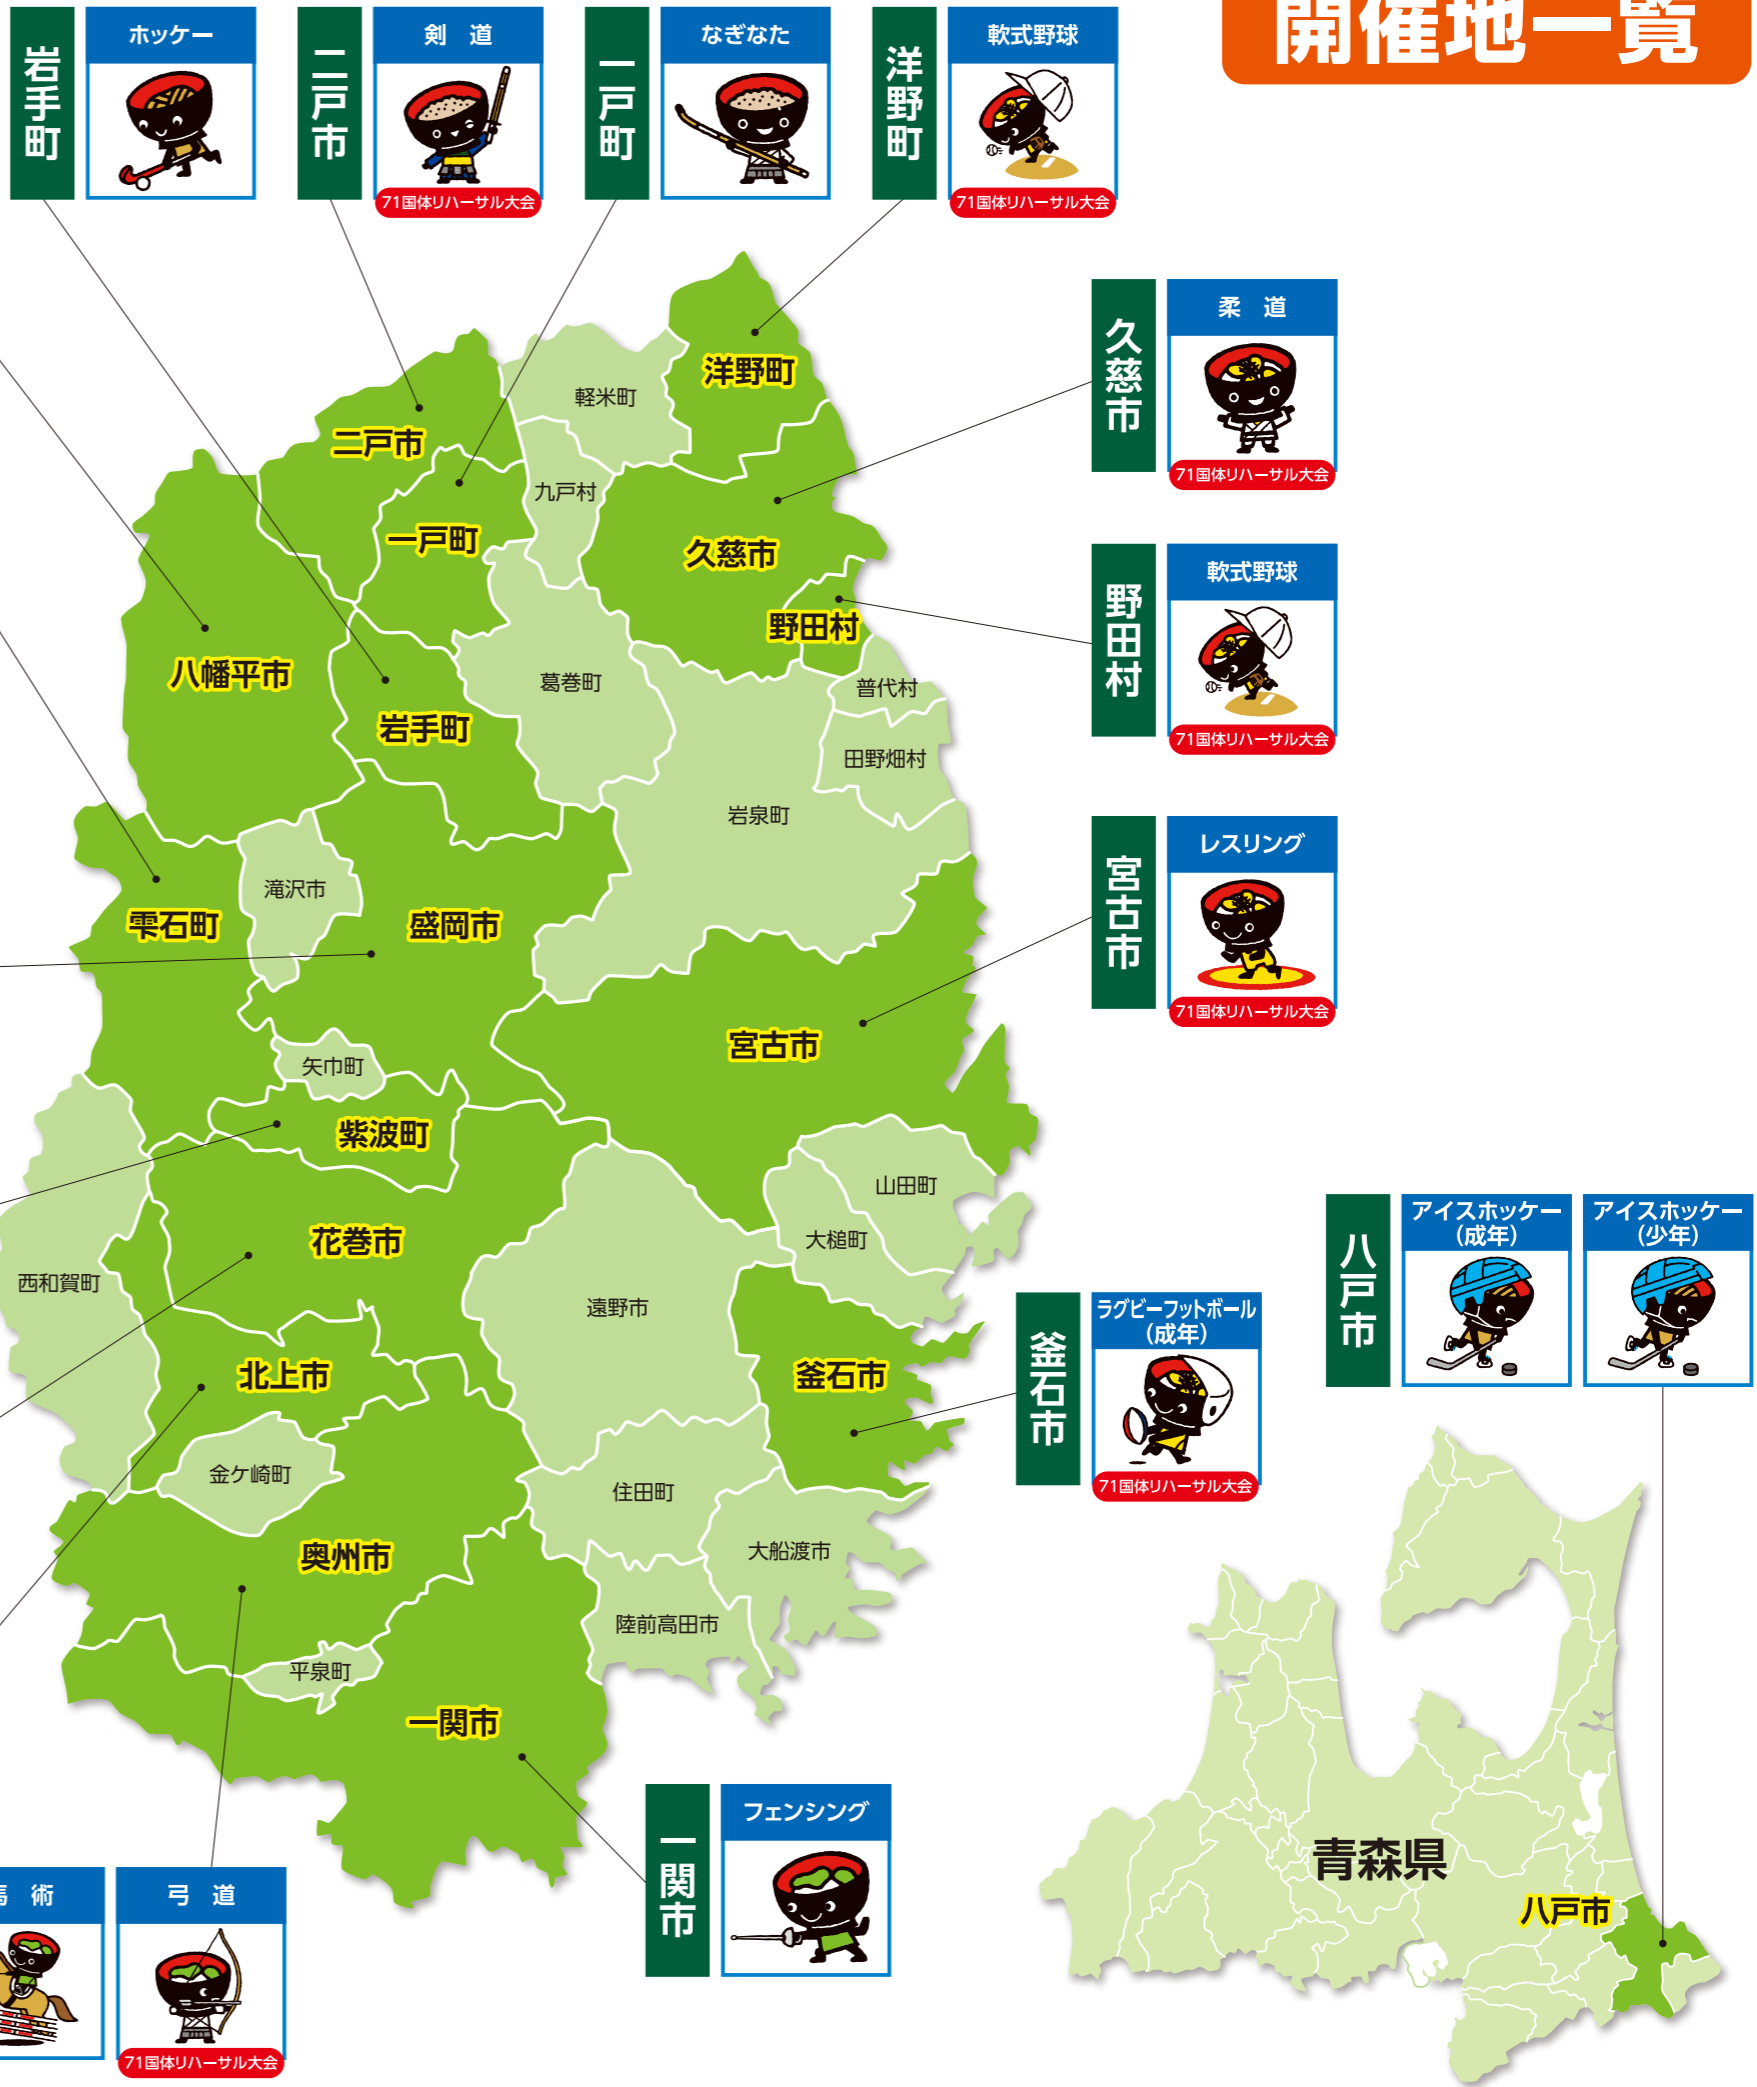 開催地一覧
岩手町
ホッケー
二戸市
剣 道
71国体リハーサル大会
一戸町
なぎなた
洋野町
軟式野球
71国体リハーサル大会
久慈市
柔 道
71国体リハーサル大会
野田村
軟式野球
71国体リハーサル大会
宮古市
レスリング
71国体リハーサル大会
釜石市
ラグビーフットボール
(成年)
71国体リハーサル大会
八戸市
アイスホッケー
(成年)
アイスホッケー
(少年)
洋野町
軽米町
二戸市
九戸村
一戸町
久慈市
野田村
八幡平市
葛巻町
普代村
岩手町
田野畑村
岩泉町
滝沢市
雫石町
盛岡市
宮古市
矢巾町
紫波町
山田町
花巻市
大槌町
西和賀町
遠野市
北上市
釜石市
金ケ崎町
住田町
奥州市
大船渡市
陸前高田市
平泉町
一関市
一関市
フェンシング
術
弓 道
71国体リハーサル大会
青森県
八戸市